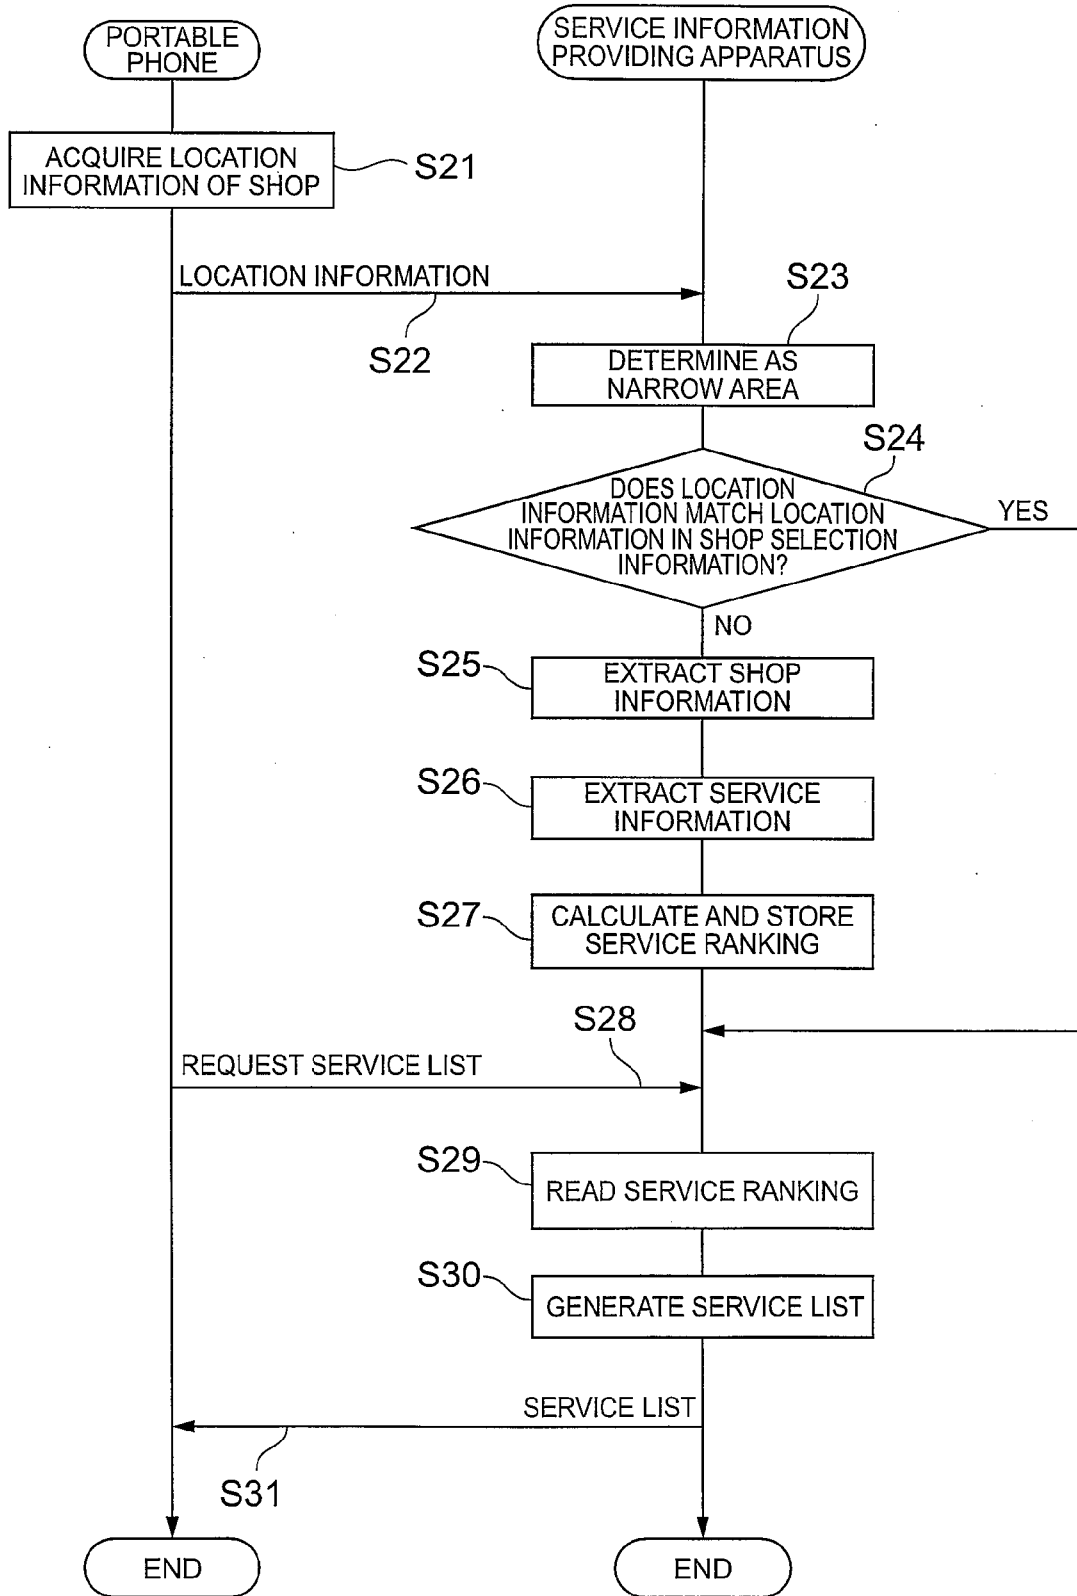 PORTABLE
PHONE
SERVICE INFORMATION
PROVIDING APPARATUS
ACQUIRE LOCATION
INFORMATION OF SHOP
S21
LOCATION INFORMATION
S22
S23
DETERMINE AS
NARROW AREA
S24
DOES LOCATION
INFORMATION MATCH LOCATION
INFORMATION IN SHOP SELECTION
INFORMATION?
YES
NO
S25
EXTRACT SHOP
INFORMATION
S26
EXTRACT SERVICE
INFORMATION
S27
CALCULATE AND STORE
SERVICE RANKING
S28
REQUEST SERVICE LIST
S29
READ SERVICE RANKING
S30
GENERATE SERVICE LIST
SERVICE LIST
S31
END
END